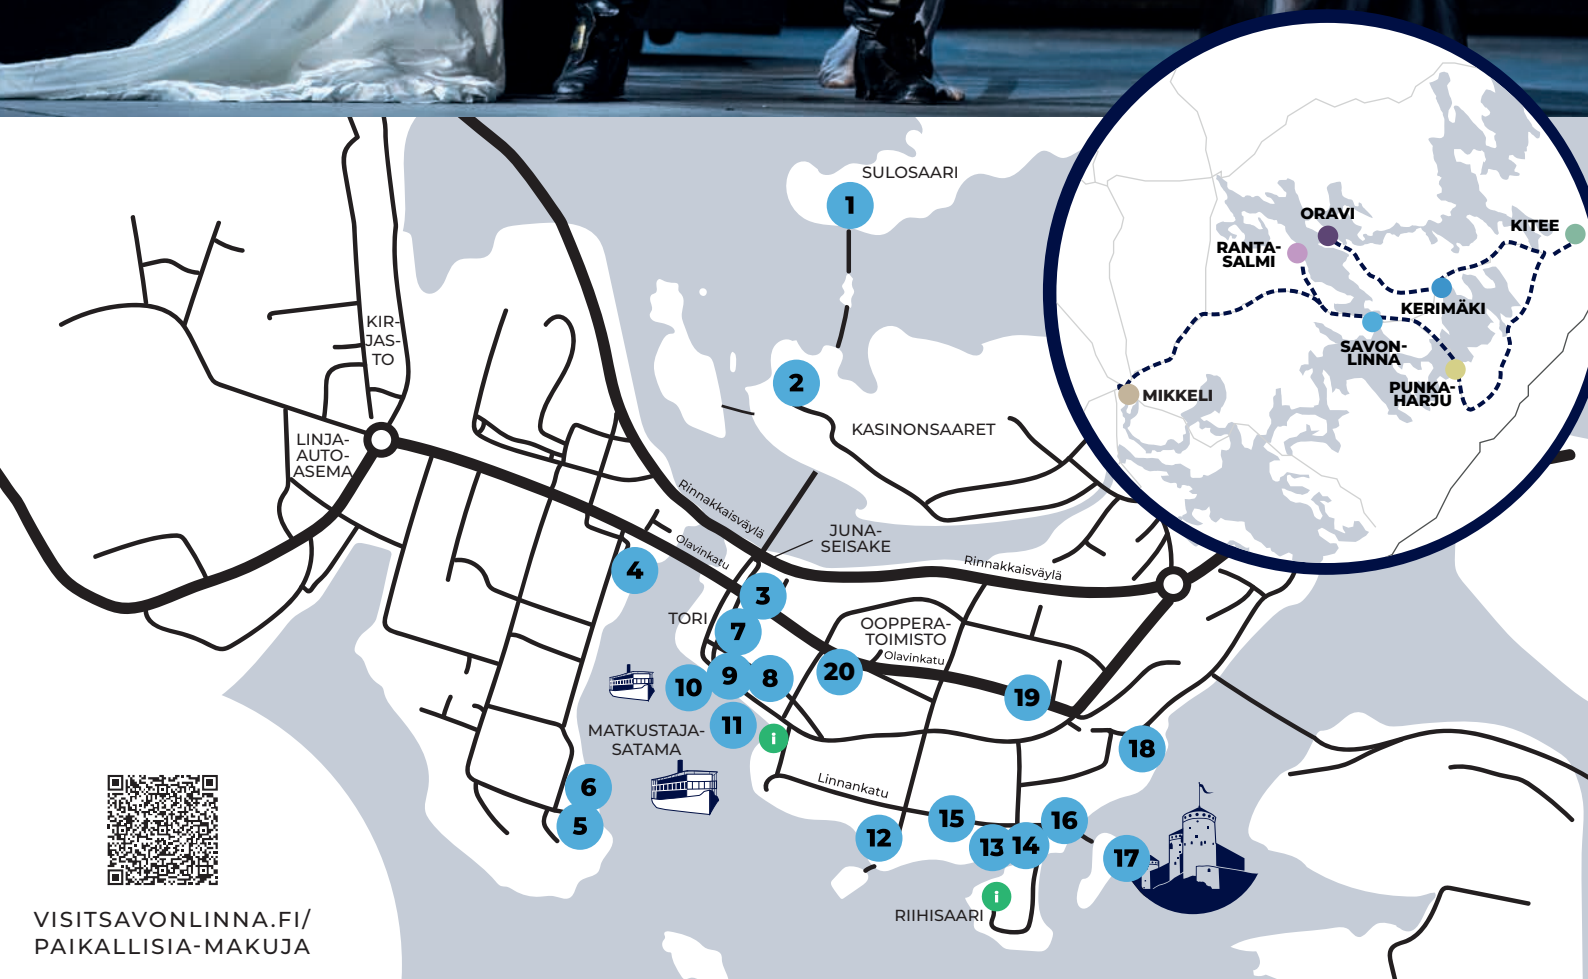 SULOSAARI
1
ORAVI
KITEE
RANTA-
SALMI
KERIMÄKI
SAVON-
LINNA
PUNKA-
HARJU
MIKKELI
KIR-
JAS-
TO
2
KASINONSAARET
LINJA-
AUTO-
ASEMA
Rinnakkaisväylä
JUNA-
SEISAKE
Olavinkatu
Rinnakkaisväylä
4
3
TORI
7
OOPPERA-
TOIMISTO
Olavinkatu
10
9
8
20
19
11
i
MATKUSTAJA-
SATAMA
18
6
5
Linnankatu
12
15
13
14
16
17
i
RIIHISAARI
VISITSAVONLINNA.FI/
PAIKALLISIA-MAKUJA